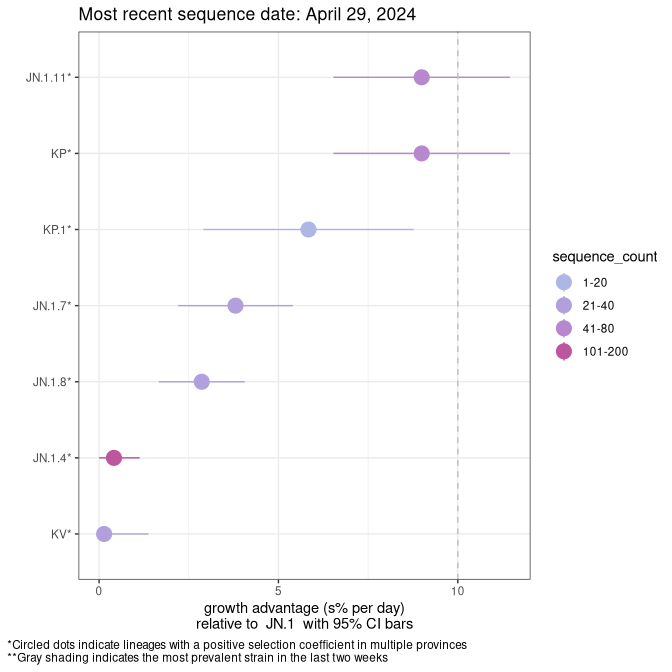 Most recent sequence date: April 29, 2024
JN.1.11*
KP*
KP.1*
JN.1.7*
JN.1.8*
JN.1.4*
KV*
0
5
10
growth advantage (s% per day)
relative to JN.1 with 95% CI bars
sequence_count
1-20
21-40
41-80
101-200
*Circled dots indicate lineages with a positive selection coefficient in multiple provinces
**Gray shading indicates the most prevalent strain in the last two weeks